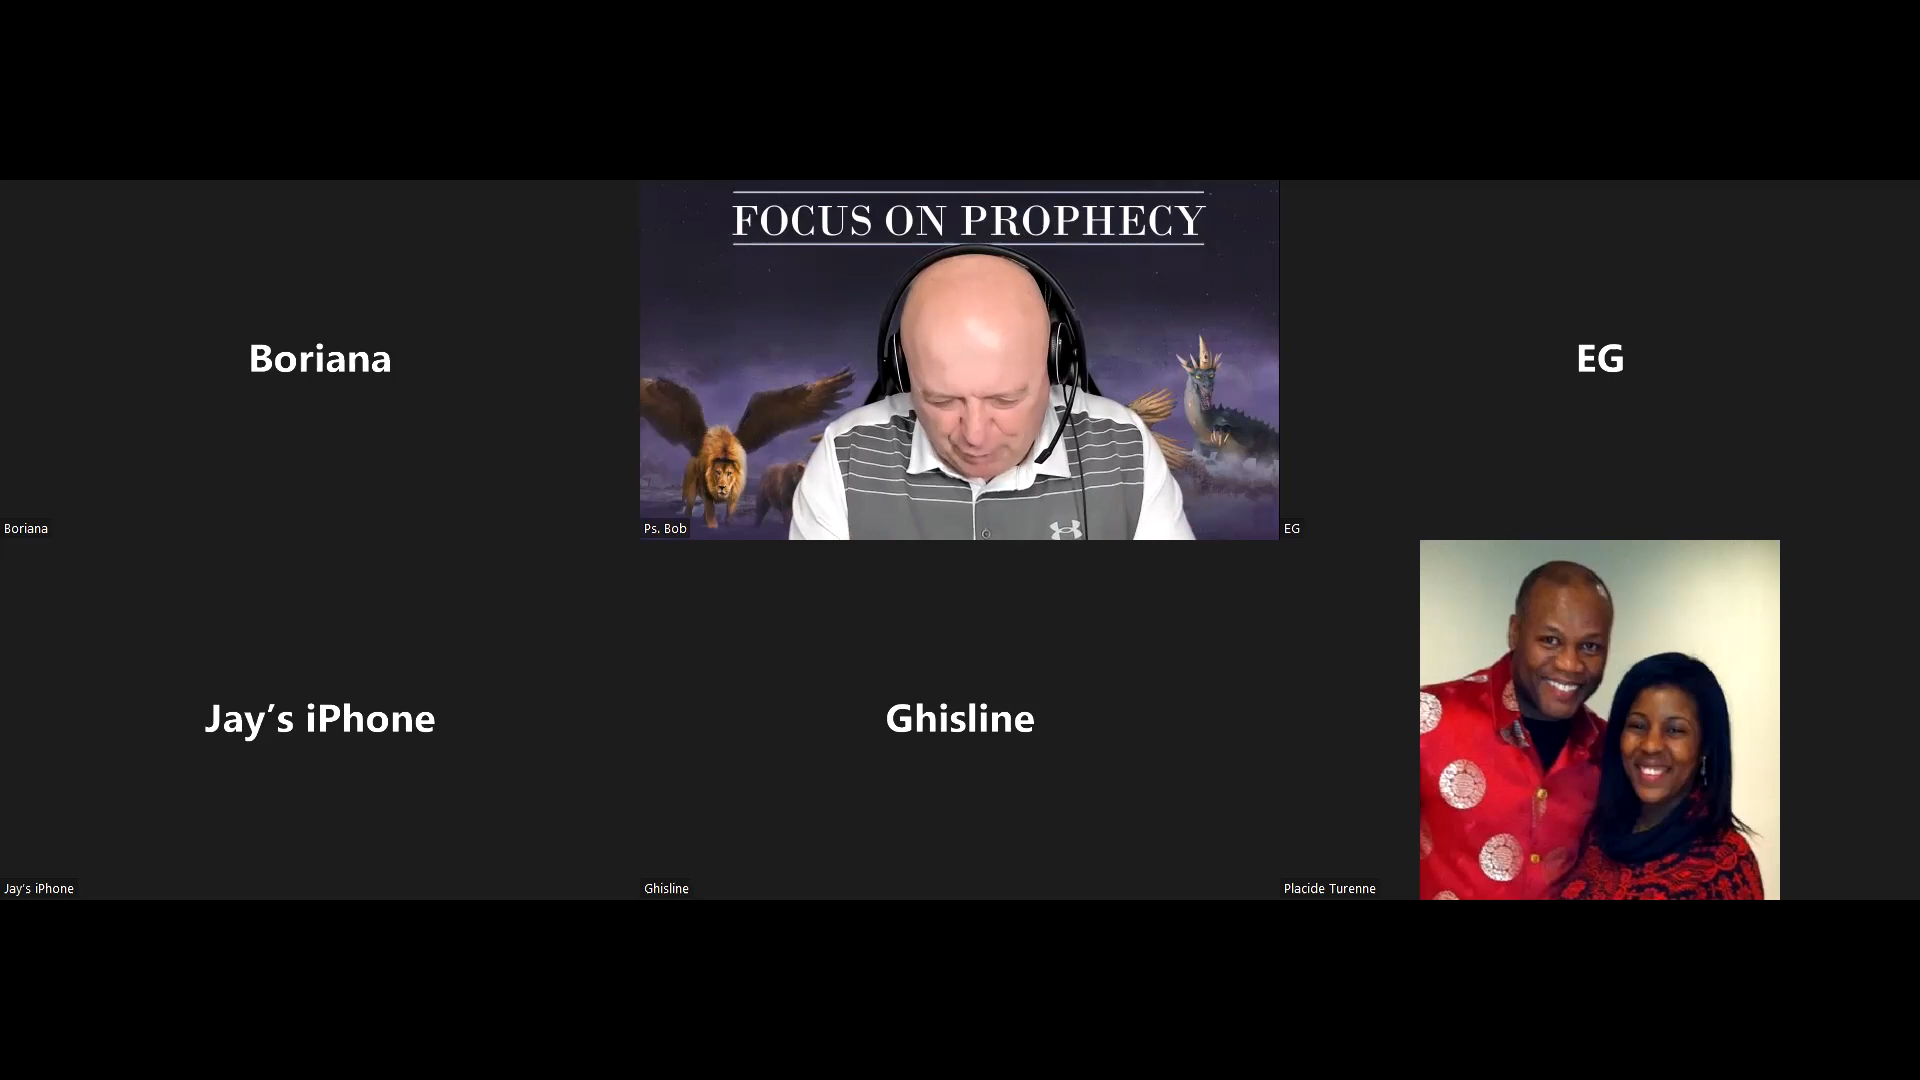 FOCUS ON PROPHECY
Boriana
EG
Boriana
Ps. Bob
EG
Jay’s iPhone
Ghisline
Jay's iPhone
Ghisline
Placide Turenne